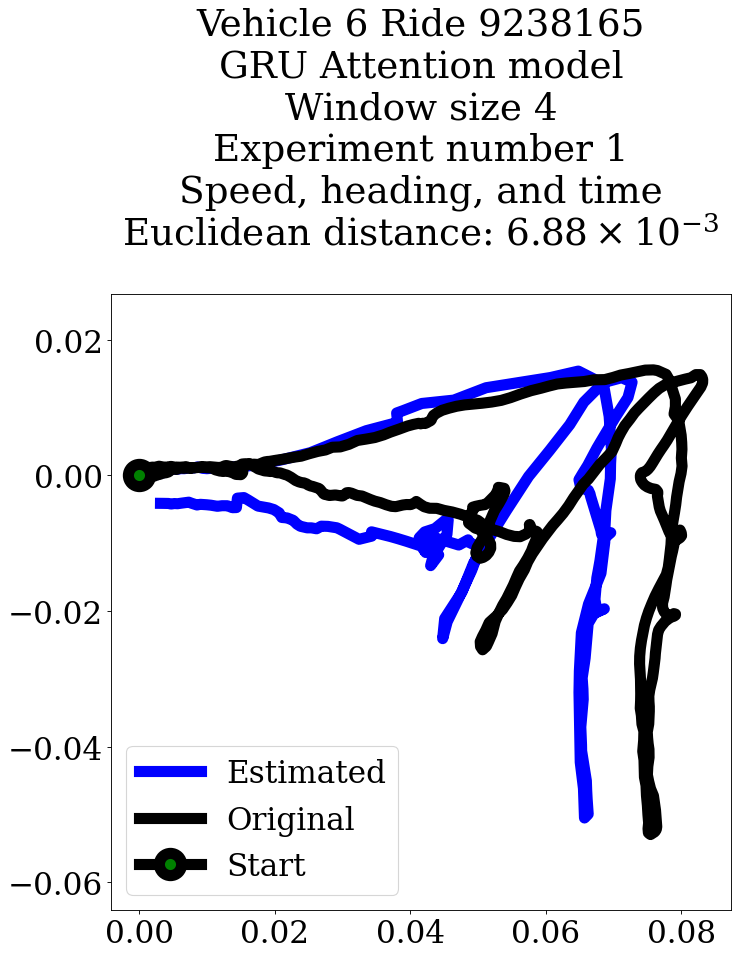 Vehicle 6 Ride 9238165
GRU Attention model
Window size 4
Experiment number 1
Speed, heading, and time
Euclidean distance: 6.88 × 10⁻³
0.02
0.00
−0.02
−0.04
−0.06
Estimated
Original
Start
0.00 0.02 0.04 0.06 0.08